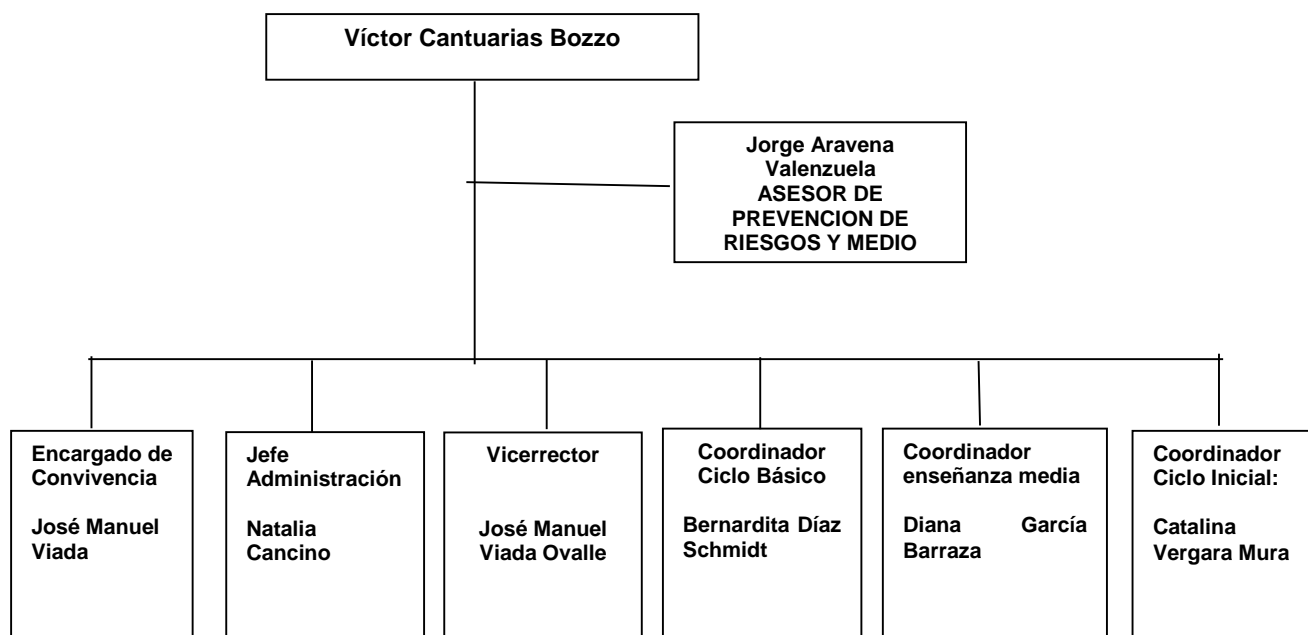 Víctor Cantuarias Bozzo
Jorge Aravena
Valenzuela
ASESOR DE
PREVENCION DE
RIESGOS Y MEDIO
Encargado de
Convivencia
José Manuel
Viada
Jefe
Administración
Natalia
Cancino
Vicerrector
José Manuel
Viada Ovalle
Coordinador
Ciclo Básico
Bernardita Díaz
Schmidt
Coordinador
enseñanza media
Diana García
Barraza
Coordinador
Ciclo Inicial:
Catalina
Vergara Mura